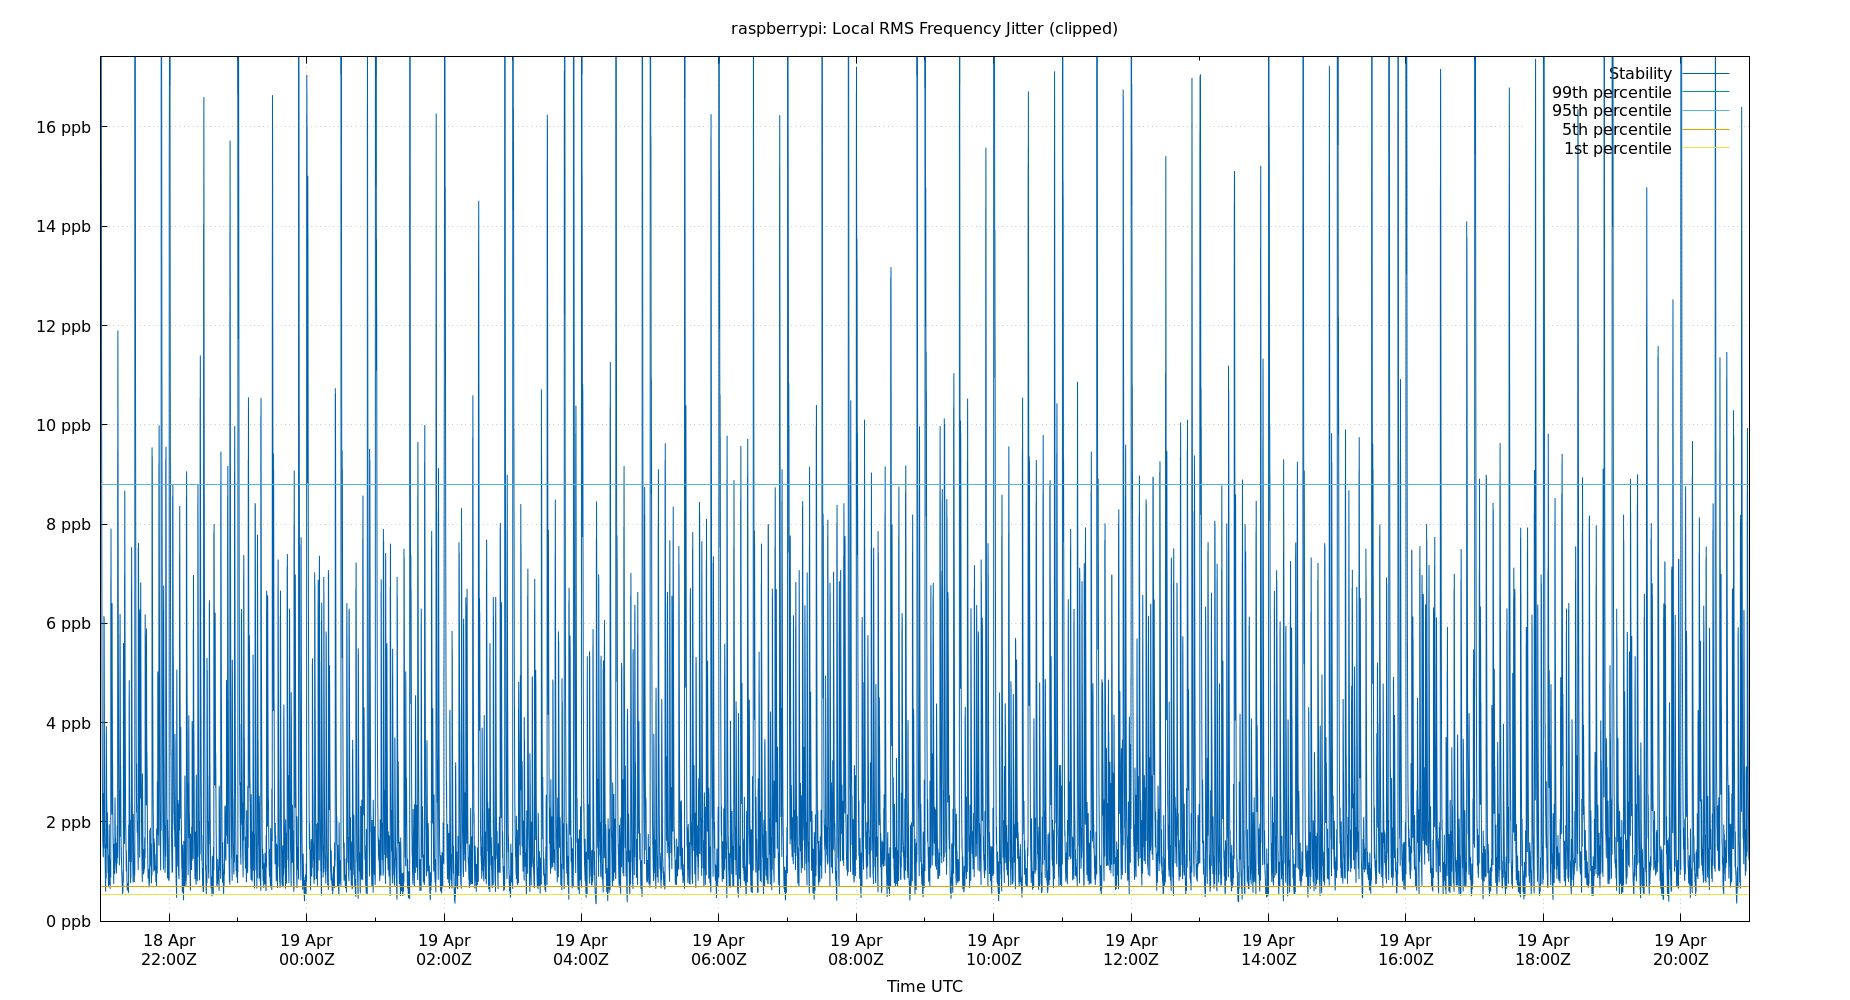 raspberrypi: Local RMS Frequency Jitter (clipped)
Stability
99th percentile
95th percentile
5th percentile
1st percentile
16 ppb
14 ppb
12 ppb
10 ppb
8 ppb
6 ppb
4 ppb
2 ppb
0 ppb
18 Apr 19 Apr 19 Apr 19 Apr 19 Apr 19 Apr 19 Apr 19 Apr 19 Apr 19 Apr 19 Apr 19 Apr
22:00Z 00:00Z 02:00Z 04:00Z 06:00Z 08:00Z 10:00Z 12:00Z 14:00Z 16:00Z 18:00Z 20:00Z
Time UTC